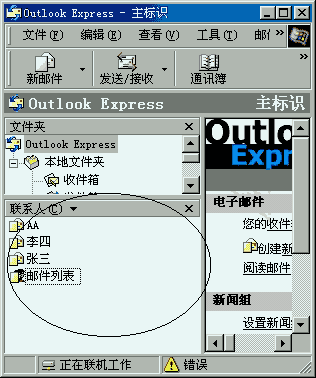 Outlook Express - 主标识
文件(F) 编辑(E) 查看(V) 工具(T) 邮件 »
新邮件 发送/接收 通讯簿 »
Outlook Express 主标识
文件夹
Outlook Express
本地文件夹
收件箱
联系人(C)
AA
李四
张三
邮件列表
Outlo
Expr
电子邮件
您的收件
创建新
阅读邮件
新闻组
设置新闻
正在联机工作 错误